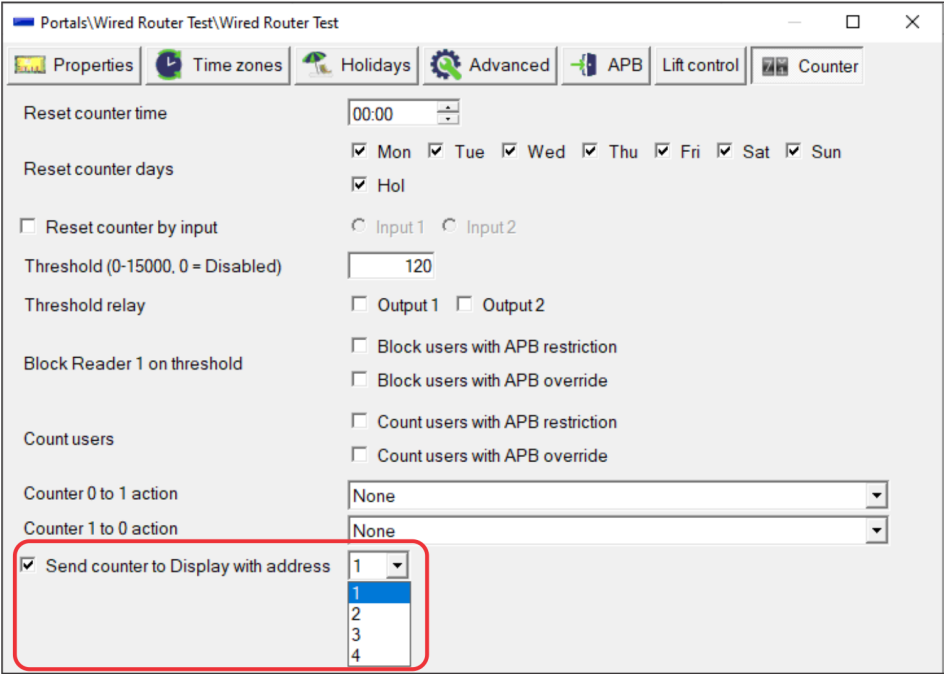 Portals\Wired Router Test\Wired Router Test
Properties Time zones Holidays Advanced APB Lift control Counter
Reset counter time 00:00
Reset counter days Mon Tue Wed Thu Fri Sat Sun
Hol
Reset counter by input Input 1 Input 2
Threshold (0-15000, 0 = Disabled) 120
Threshold relay Output 1 Output 2
Block Reader 1 on threshold
Block users with APB restriction
Block users with APB override
Count users
Count users with APB restriction
Count users with APB override
Counter 0 to 1 action None
Counter 1 to 0 action None
Send counter to Display with address 1
1
2
3
4